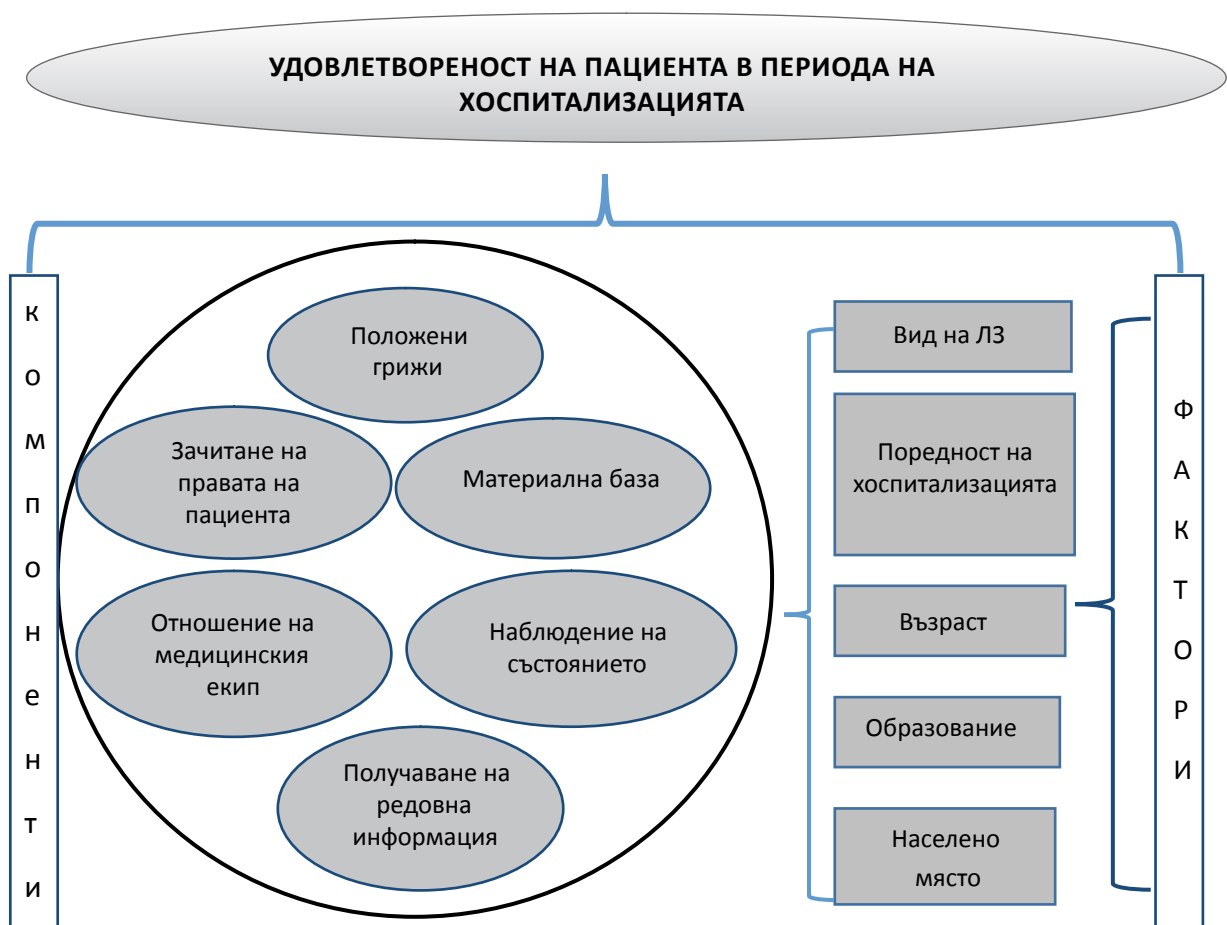 УДОВЛЕТВОРЕНОСТ НА ПАЦИЕНТА В ПЕРИОДА НА
ХОСПИТАЛИЗАЦИЯТА
к
о
м
п
о
н
е
н
т
и
Положени
грижи
Зачитане на
правата на
пациента
Материална база
Отношение на
медицинския
екип
Наблюдение на
състоянието
Получаване на
редовна
информация
Вид на ЛЗ
Поредност на
хоспитализацията
Възраст
Образование
Населено
място
Ф
А
К
Т
О
Р
И